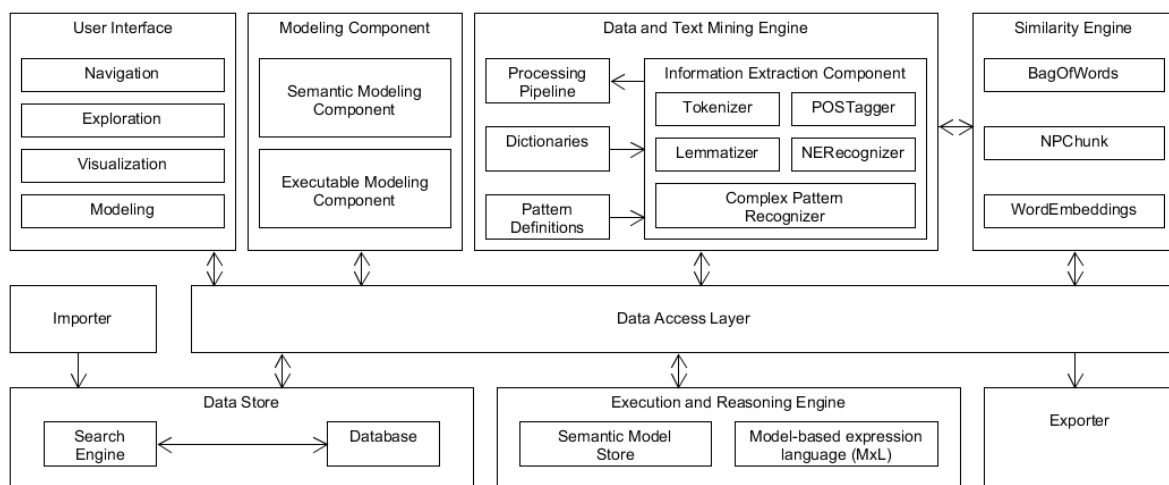 User Interface
Navigation
Exploration
Visualization
Modeling
Modeling Component
Semantic Modeling
Component
Executable Modeling
Component
Data and Text Mining Engine
Processing
Pipeline
Dictionaries
Pattern
Definitions
Information Extraction Component
Tokenizer
POSTagger
Lemmatizer
NERecognizer
Complex Pattern
Recognizer
Similarity Engine
BagOfWords
NPChunk
WordEmbeddings
Importer
Data Access Layer
Data Store
Search
Engine
Database
Execution and Reasoning Engine
Semantic Model
Store
Model-based expression
language (MxL)
Exporter